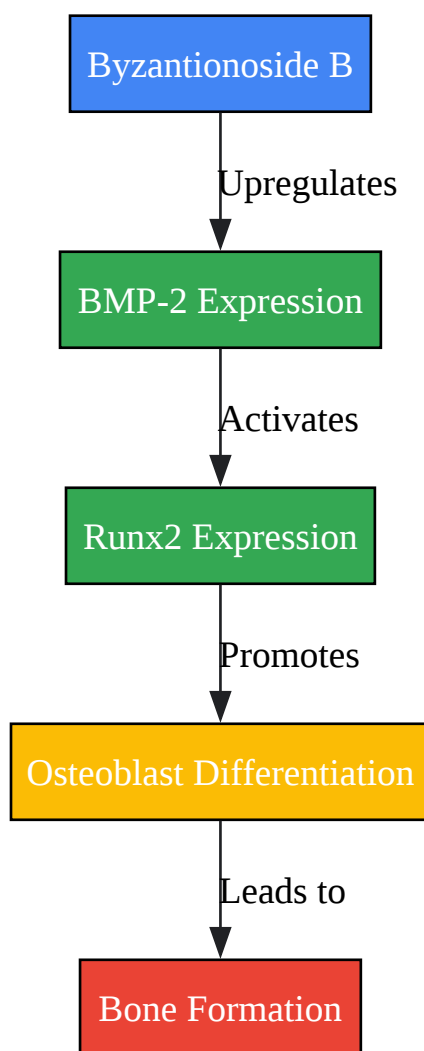 Byzantionoside B
Upregulates
BMP-2 Expression
Activates
Runx2 Expression
Promotes
Osteoblast Differentiation
Leads to
Bone Formation